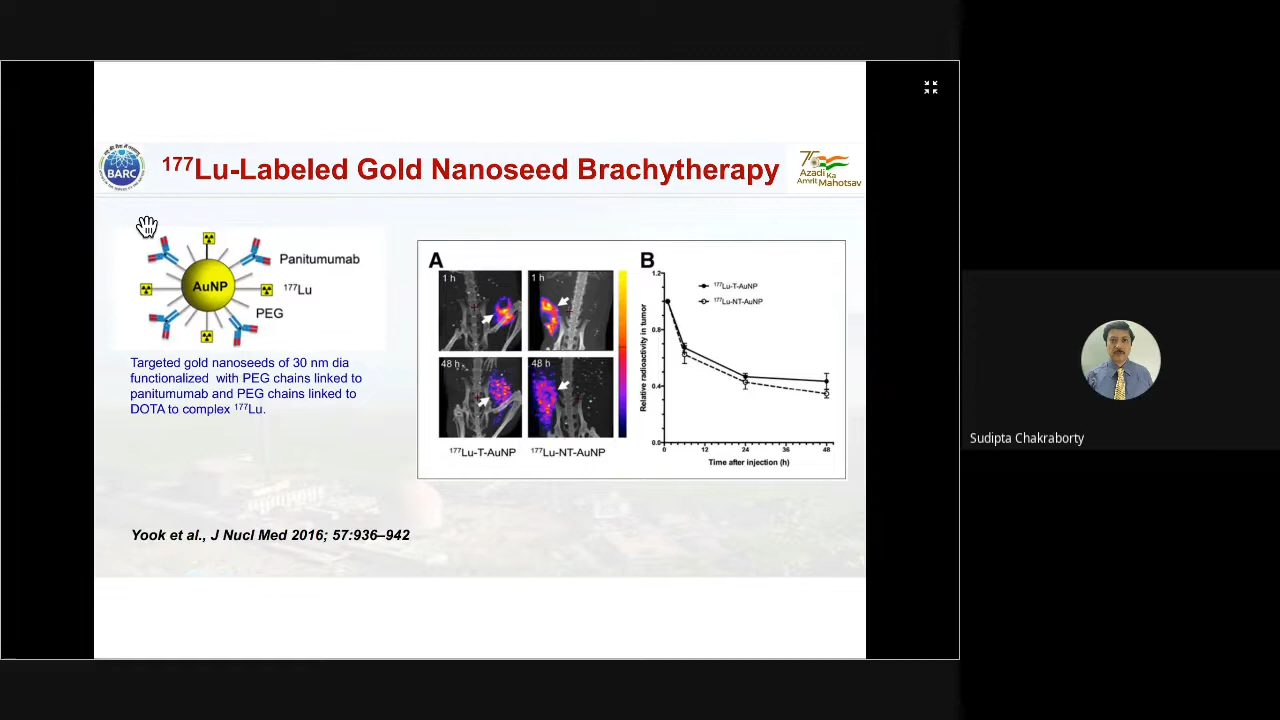 BARC
177Lu-Labeled Gold Nanoseed Brachytherapy
75
Azadi
Ka
Amrit Mahotsav
AuNP
Panitumumab
177Lu
PEG
Targeted gold nanoseeds of 30 nm dia
functionalized with PEG chains linked to
panitumumab and PEG chains linked to
DOTA to complex 177Lu.
A
1 h
1 h
48 h
48 h
177Lu-T-AuNP
177Lu-NT-AuNP
B
177Lu-T-AuNP
177Lu-NT-AuNP
Relative radioactivity in tumor
1.2
0.8
0.4
0.0
0 12 24 36 48
Time after injection (h)
Yook et al., J Nucl Med 2016; 57:936–942
Sudipta Chakraborty